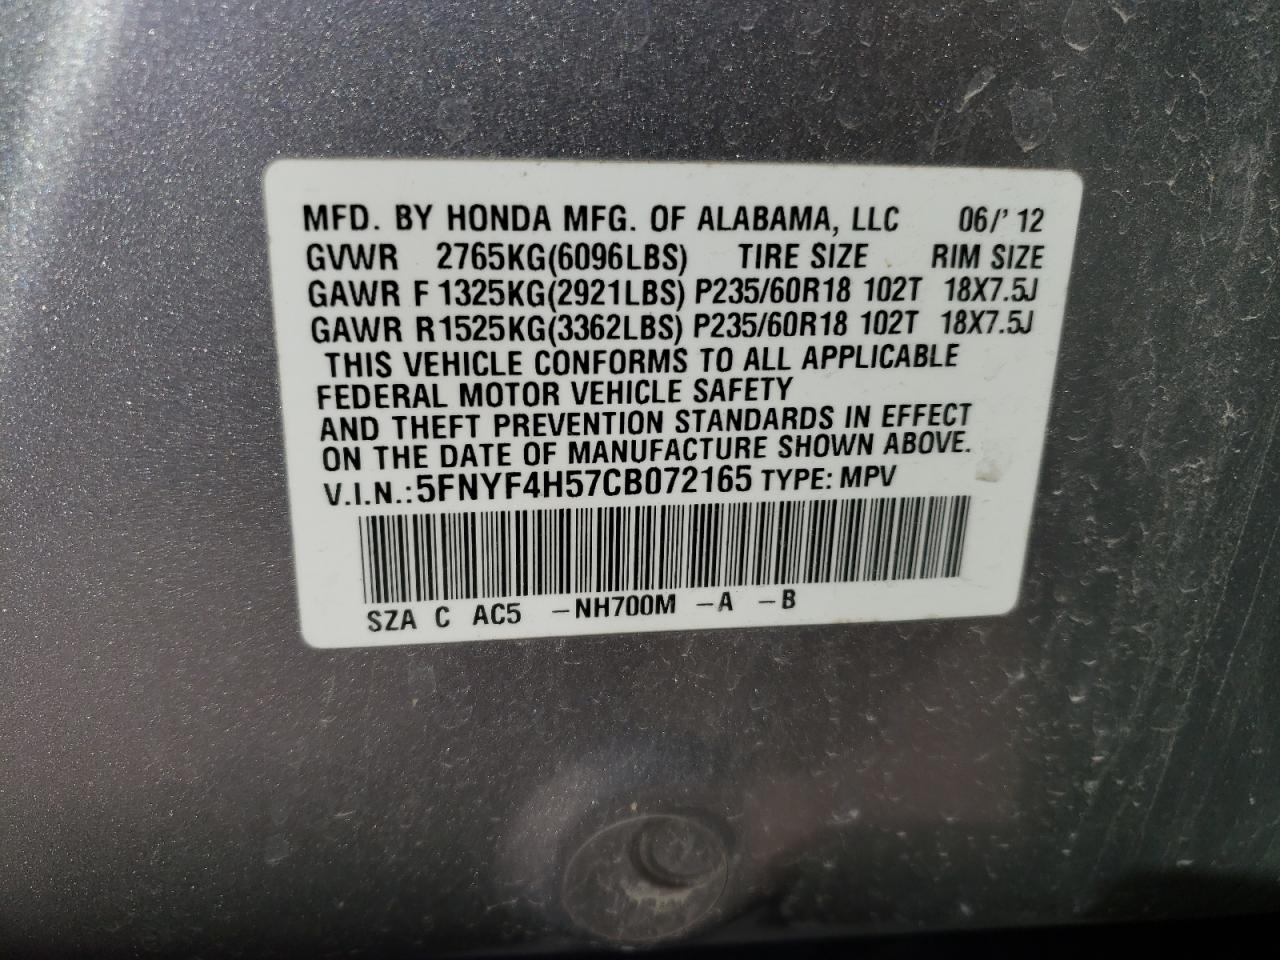 MFD. BY HONDA MFG. OF ALABAMA, LLC 06/' 12
GVWR 2765KG(6096LBS) TIRE SIZE RIM SIZE
GAWR F 1325KG(2921LBS) P235/60R18 102T 18X7.5J
GAWR R1525KG(3362LBS) P235/60R18 102T 18X7.5J
THIS VEHICLE CONFORMS TO ALL APPLICABLE
FEDERAL MOTOR VEHICLE SAFETY
AND THEFT PREVENTION STANDARDS IN EFFECT
ON THE DATE OF MANUFACTURE SHOWN ABOVE.
V.I.N.:5FNYF4H57CB072165 TYPE: MPV
SZA C AC5 –NH700M –A –B